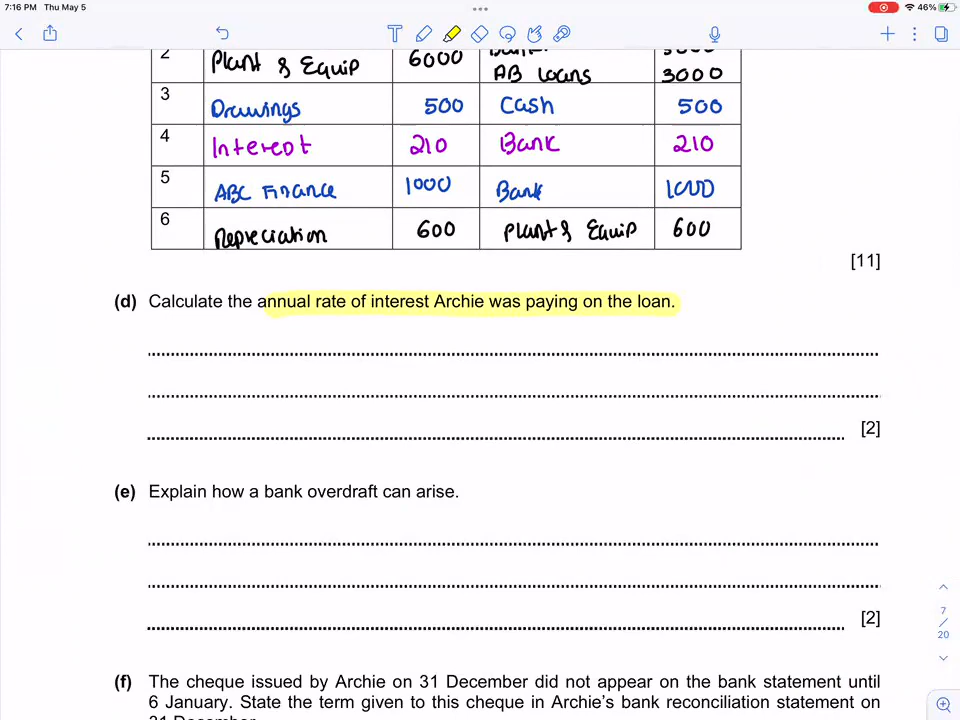 7:16 PM Thu May 5
46%
2 Plant & Equip 6000
AB Loans 3000
3 Drawings 500 Cash 500
4 Interest 210 Bank 210
5 ABC Finance 1000 Bank 1000
6 Depreciation 600 Plant & Equip 600
[11]
(d) Calculate the annual rate of interest Archie was paying on the loan.
[2]
(e) Explain how a bank overdraft can arise.
[2]
7
/
20
(f) The cheque issued by Archie on 31 December did not appear on the bank statement until
6 January. State the term given to this cheque in Archie's bank reconciliation statement on
31 December.